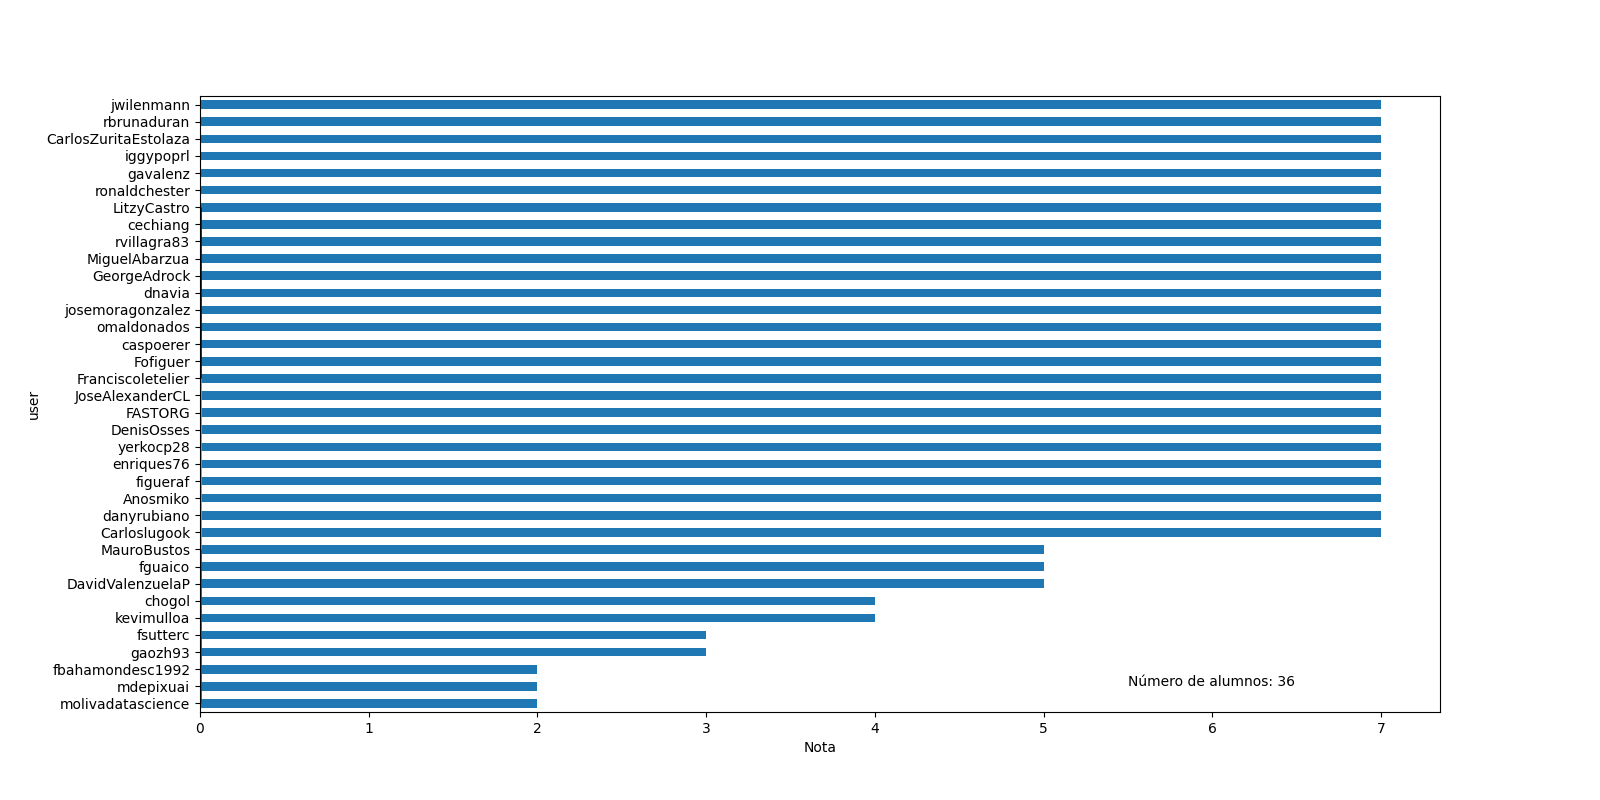 jwilenmann
rbrunaduran
CarlosZuritaEstolaza
iggypoprl
gavalenz
ronaldchester
LitzyCastro
cechiang
rvillagra83
MiguelAbarzua
GeorgeAdrock
dnavia
josemoragonzalez
omaldonados
caspoerer
Fofiguer
Franciscoletelier
JoseAlexanderCL
FASTORG
DenisOsses
yerkocp28
enriques76
figueraf
Anosmiko
danyrubiano
Carloslugook
MauroBustos
fguaico
DavidValenzuelaP
chogol
kevimulloa
fsutterc
gaozh93
fbahamondesc1992
mdepixuai
molivadatascience
user
Número de alumnos: 36
0 1 2 3 4 5 6 7
Nota